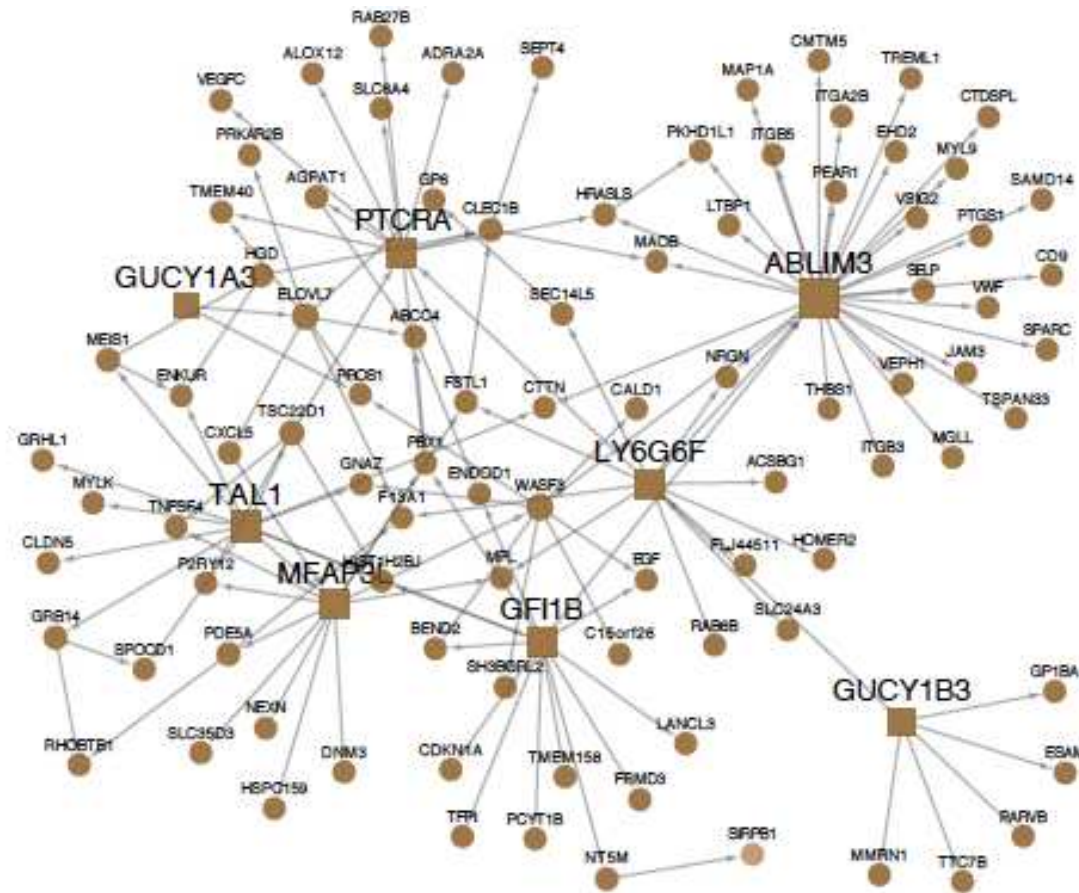 RAB27B
ALOX12
ADRA2A
SEPT4
CMTM5
TREML1
VEGFC
SLC6A4
MAP1A
ITGA2B
CTDSPL
PRKAR2B
PKHD1L1
ITGB5
EHD2
MYL9
AGPAT1
GP6
PEAR1
TMEM40
CLEC1B
HRASLS
LTBP1
VSIG2
SAMD14
PTCRA
PTGS1
HGD
MAOB
ABLIM3
GUCY1A3
SELP
CD9
ELOVL7
SEC14L5
VWF
ABCC4
SPARC
MEIS1
NRGN
JAM3
ENKUR
PROS1
FSTL1
CTTN
CALD1
VEPH1
THBS1
TSPAN33
TSC22D1
CXCL5
GRHL1
PBX1
LY6G6F
ITGB3
MGLL
GNAZ
ENDOD1
ACSBG1
MYLK
TAL1
TNFSF4
F13A1
WASF3
CLDN5
HOMER2
P2RY12
HIST1H2BJ
MPL
EGF
FLJ44511
MFAP3L
GFI1B
GRB14
SPOCD1
PDE5A
BEND2
C15orf26
RAB6B
SLC24A3
SH3BGRL2
GUCY1B3
GP1BA
NEXN
LANCL3
RHOBTB1
SLC35D3
DNM3
CDKN1A
TMEM158
ESAM
HSPC159
FRMD3
TFPI
PCYT1B
RARVB
NT5M
SIRPB1
MMRN1
TTC7B